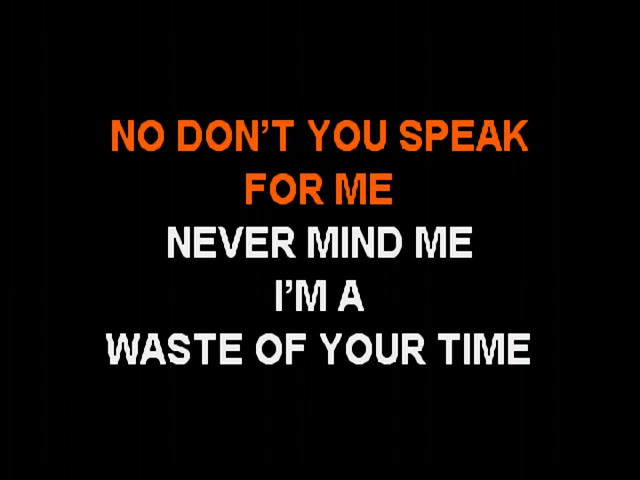 NO DON'T YOU SPEAK
FOR ME
NEVER MIND ME
I'M A
WASTE OF YOUR TIME